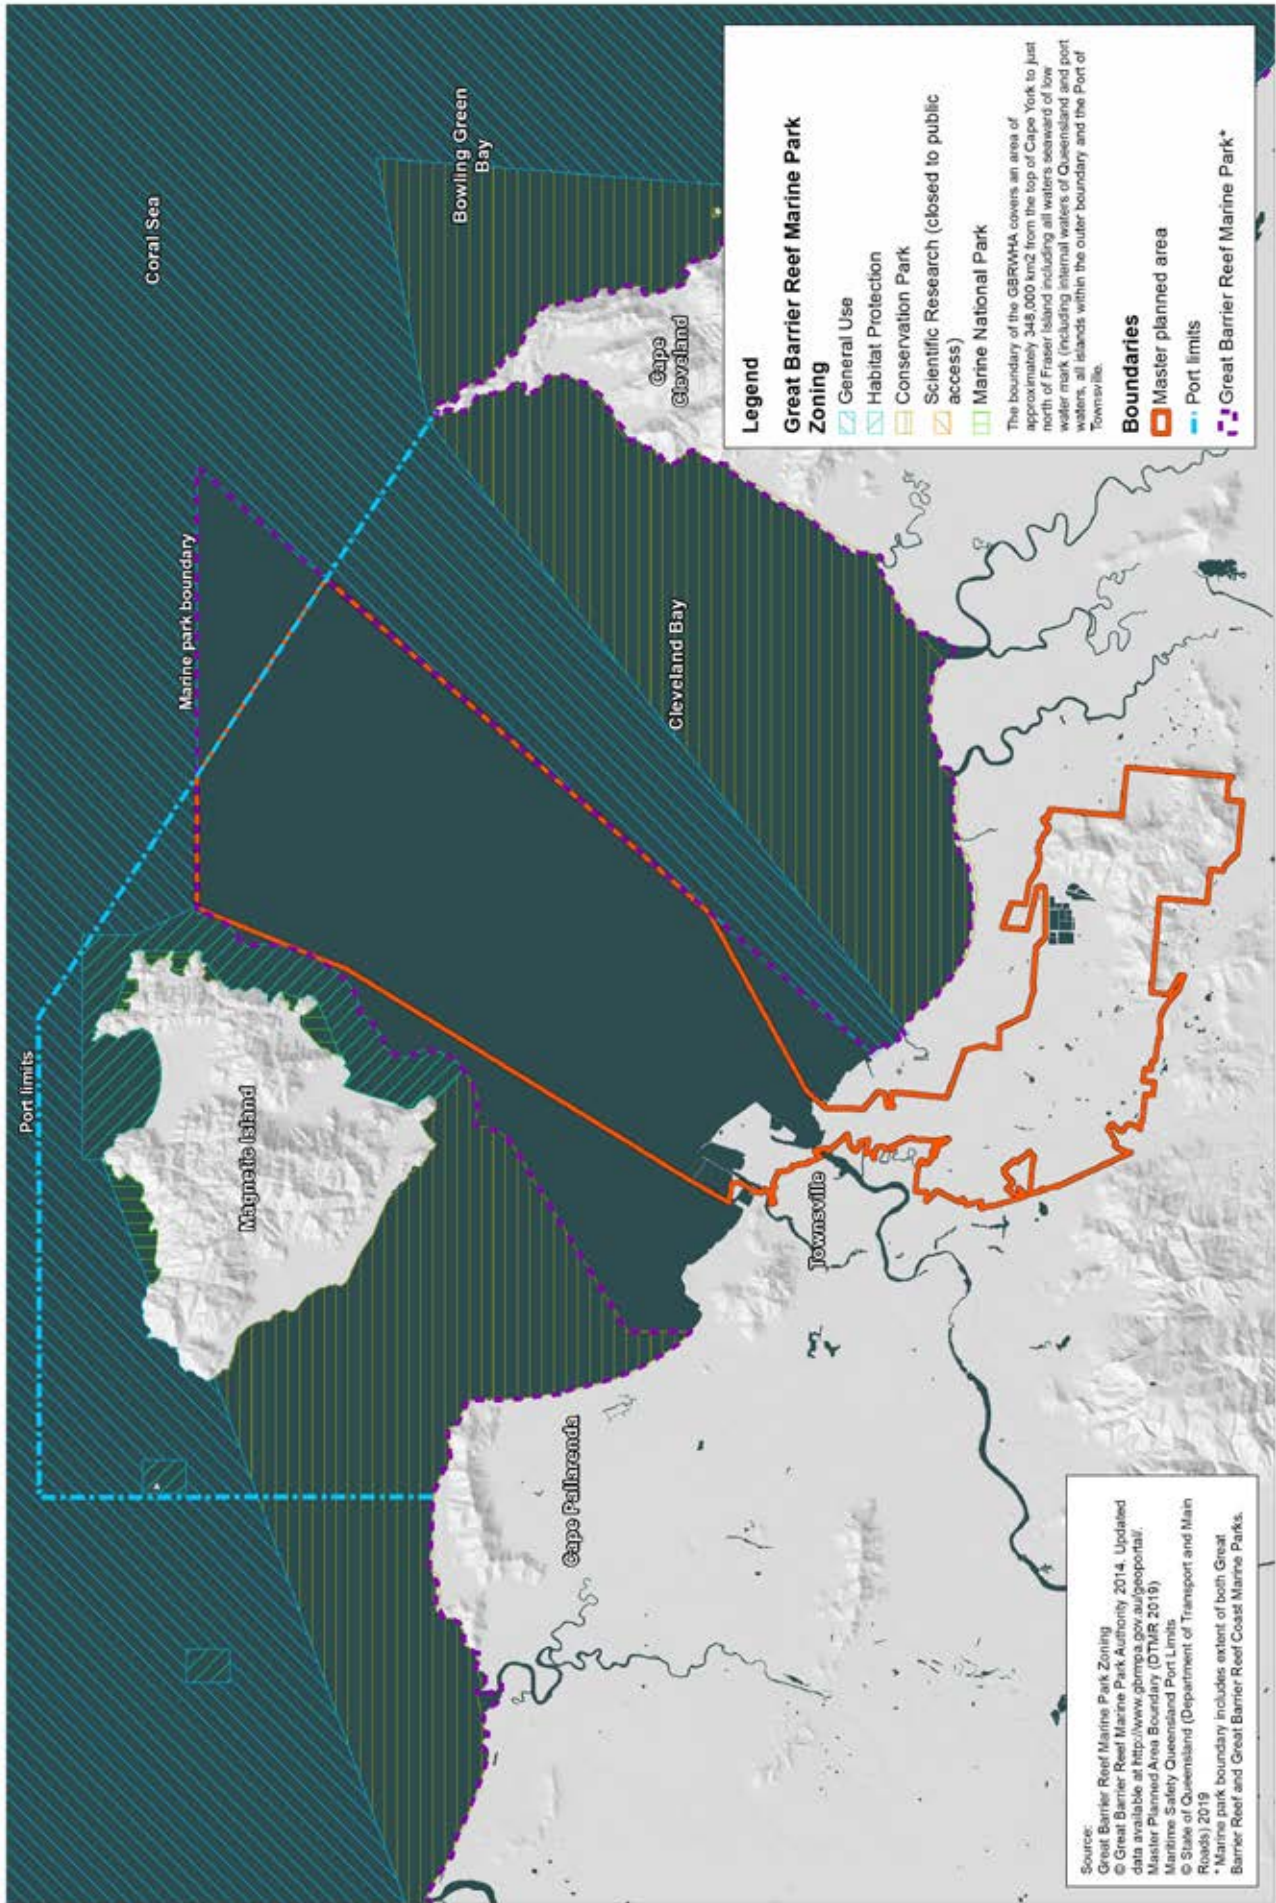 Port limits
Coral Sea
Marine park boundary
Bowling Green
Bay
Magnetic Island
Cape
Cleveland
Cleveland Bay
Cape Pallarenda
Townsville
Legend
Great Barrier Reef Marine Park
Zoning
General Use
Habitat Protection
Conservation Park
Scientific Research (closed to public
access)
Marine National Park
The boundary of the GBRWHA covers an area of
approximately 348,000 km2 from the top of Cape York to just
north of Fraser Island including all waters seaward of low
water mark (including internal waters of Queensland and port
waters, all islands within the outer boundary and the Port of
Townsville.
Boundaries
Master planned area
Port limits
Great Barrier Reef Marine Park*
Source:
Great Barrier Reef Marine Park Zoning
© Great Barrier Reef Marine Park Authority 2014. Updated
data available at http://www.gbrmpa.gov.au/geoportal/.
Master Planned Area Boundary (DTMR 2019)
Maritime Safety Queensland Port Limits
© State of Queensland (Department of Transport and Main
Roads) 2019
* Marine park boundary includes extent of both Great
Barrier Reef and Great Barrier Reef Coast Marine Parks.